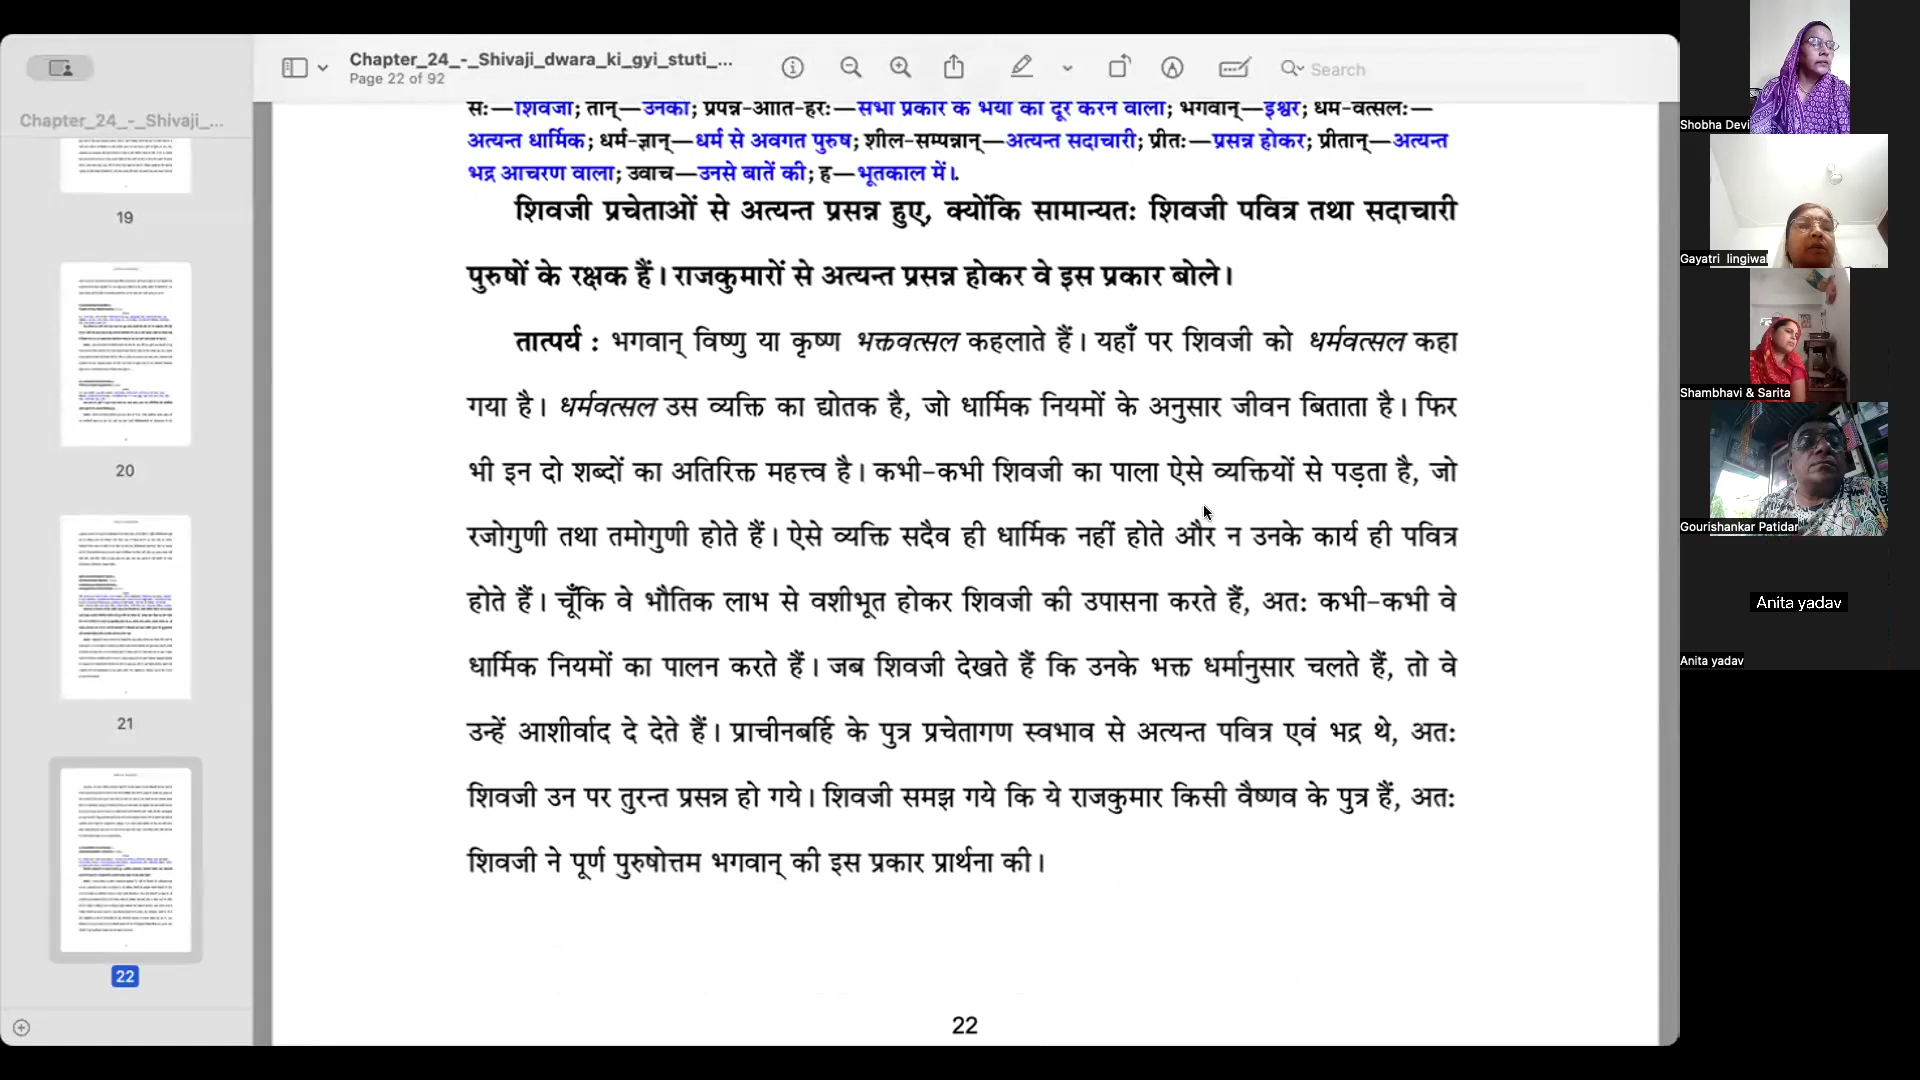 Chapter_24_-_Shivaji_dwara_ki_gyi_stuti_...
Page 22 of 92
Search
Chapter_24_-_Shivaji_...
19
20
21
22
सः—शिवजी; तान्—उनको; प्रपन्न-आर्ति-हरः—सभी प्रकार के भयों को दूर करने वाला; भगवान्—ईश्वर; धर्म-वत्सलः—
अत्यन्त धार्मिक; धर्म-ज्ञान्—धर्म से अवगत पुरुष; शील-सम्पन्नान्—अत्यन्त सदाचारी; प्रीतः—प्रसन्न होकर; प्रीतान्—अत्यन्त
भद्र आचरण वाला; उवाच—उनसे बातें की; ह—भूतकाल में।.
शिवजी प्रचेताओं से अत्यन्त प्रसन्न हुए, क्योंकि सामान्यतः शिवजी पवित्र तथा सदाचारी
पुरुषों के रक्षक हैं। राजकुमारों से अत्यन्त प्रसन्न होकर वे इस प्रकार बोले।
तात्पर्य : भगवान् विष्णु या कृष्ण भक्तवत्सल कहलाते हैं। यहाँ पर शिवजी को धर्मवत्सल कहा
गया है। धर्मवत्सल उस व्यक्ति का द्योतक है, जो धार्मिक नियमों के अनुसार जीवन बिताता है। फिर
भी इन दो शब्दों का अतिरिक्त महत्त्व है। कभी-कभी शिवजी का पाला ऐसे व्यक्तियों से पड़ता है, जो
रजोगुणी तथा तमोगुणी होते हैं। ऐसे व्यक्ति सदैव ही धार्मिक नहीं होते और न उनके कार्य ही पवित्र
होते हैं। चूँकि वे भौतिक लाभ से वशीभूत होकर शिवजी की उपासना करते हैं, अतः कभी-कभी वे
धार्मिक नियमों का पालन करते हैं। जब शिवजी देखते हैं कि उनके भक्त धर्मानुसार चलते हैं, तो वे
उन्हें आशीर्वाद दे देते हैं। प्राचीनबर्हि के पुत्र प्रचेतागण स्वभाव से अत्यन्त पवित्र एवं भद्र थे, अतः
शिवजी उन पर तुरन्त प्रसन्न हो गये। शिवजी समझ गये कि ये राजकुमार किसी वैष्णव के पुत्र हैं, अतः
शिवजी ने पूर्ण पुरुषोत्तम भगवान् की इस प्रकार प्रार्थना की।
22
Shobha Devi
Gayatri lingiwal
Shambhavi & Sarita
Gourishankar Patidar
Anita yadav
Anita yadav